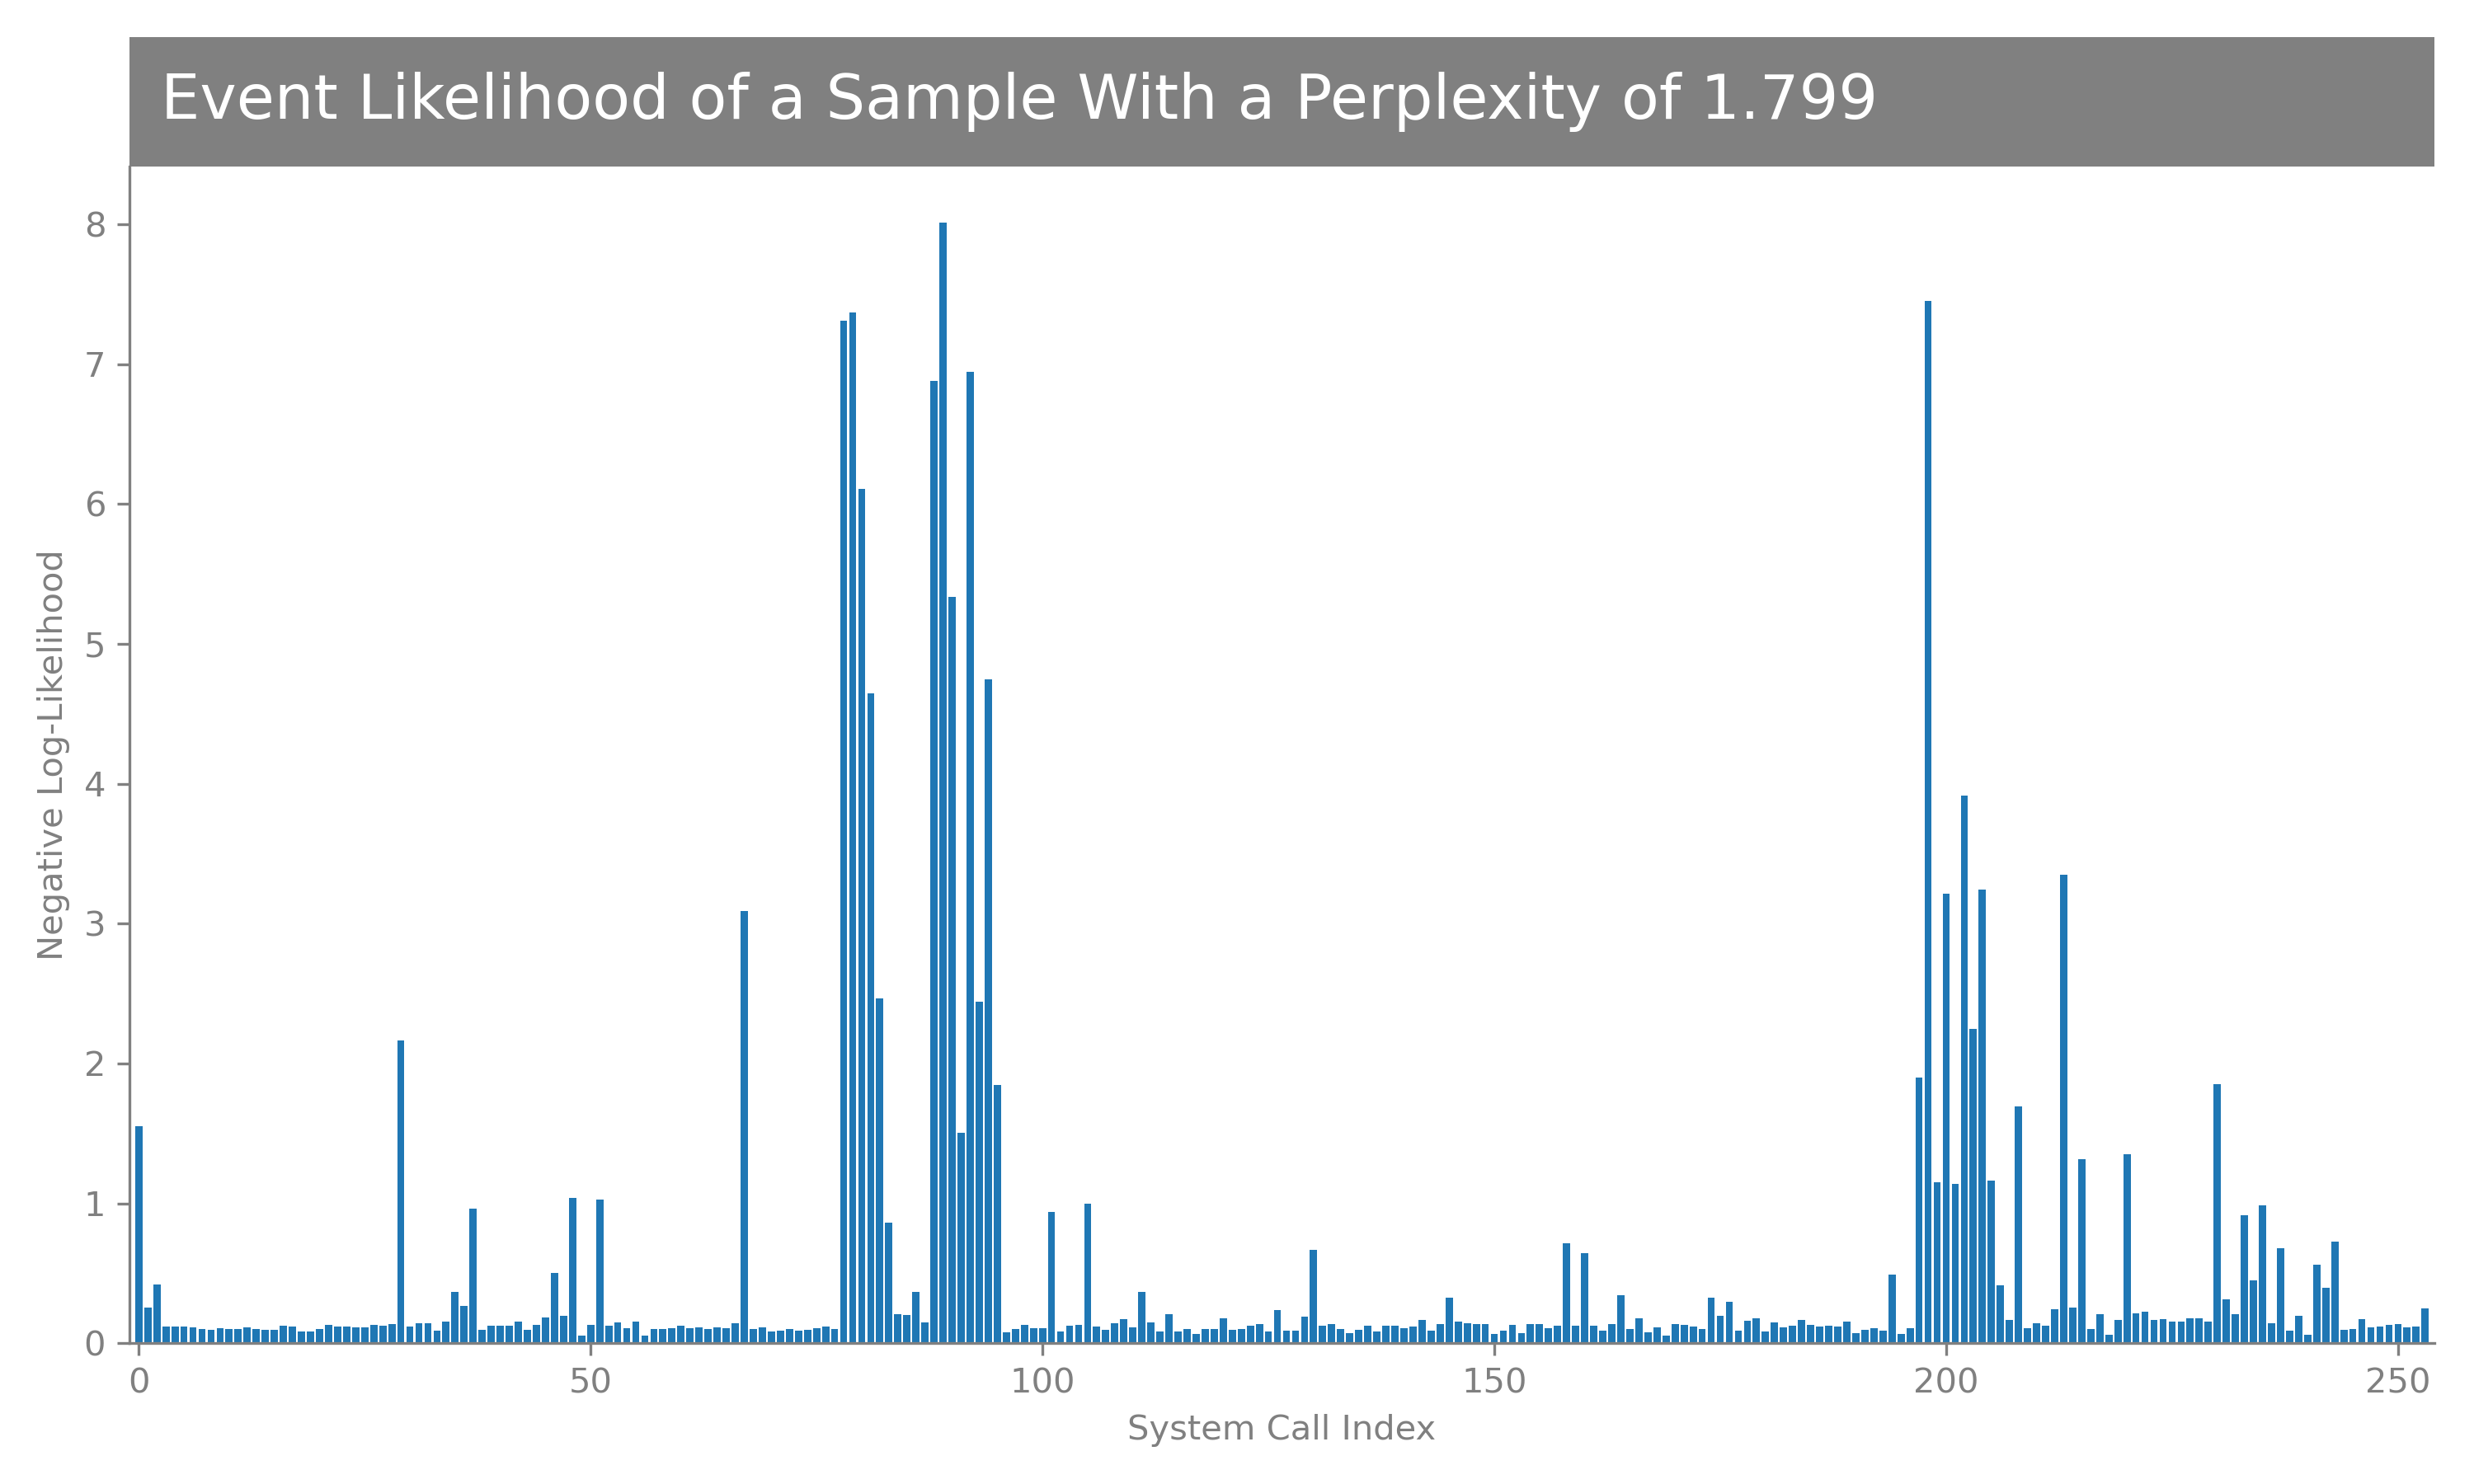 Event Likelihood of a Sample With a Perplexity of 1.799
8
7
6
5
4
3
2
1
0
Negative Log-Likelihood
0 50 100 150 200 250
System Call Index